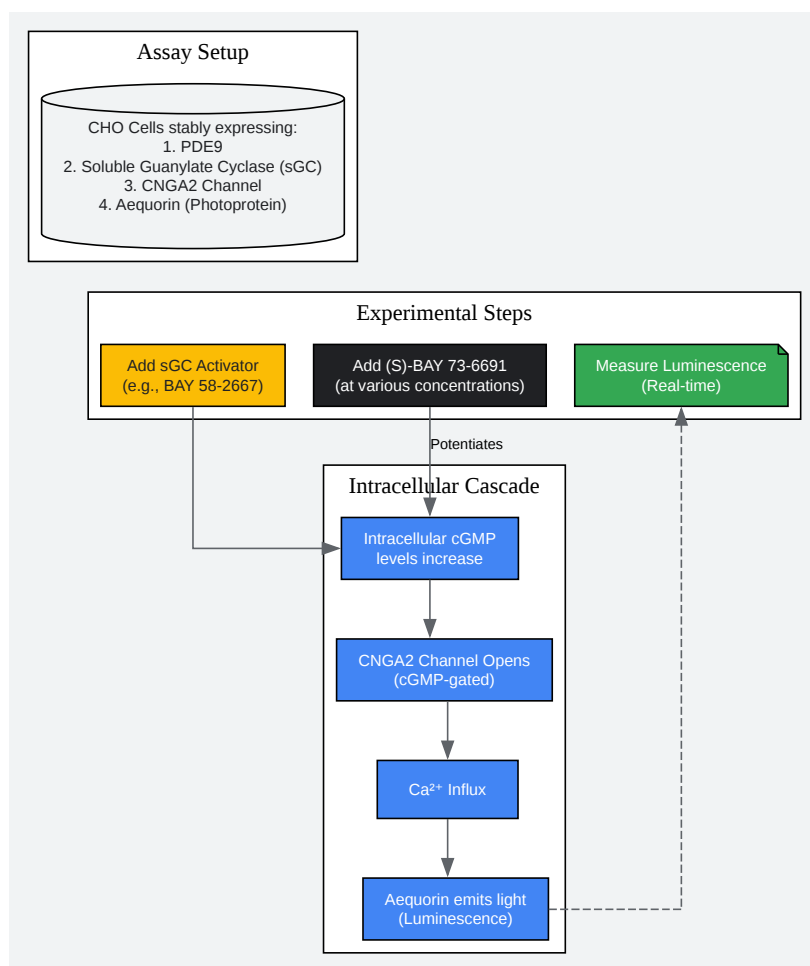 Assay Setup
CHO Cells stably expressing:
1. PDE9
2. Soluble Guanylate Cyclase (sGC)
3. CNGA2 Channel
4. Aequorin (Photoprotein)
Experimental Steps
Add sGC Activator
(e.g., BAY 58-2667)
Add (S)-BAY 73-6691
(at various concentrations)
Measure Luminescence
(Real-time)
Potentiates
Intracellular Cascade
Intracellular cGMP
levels increase
CNGA2 Channel Opens
(cGMP-gated)
Ca²⁺ Influx
Aequorin emits light
(Luminescence)